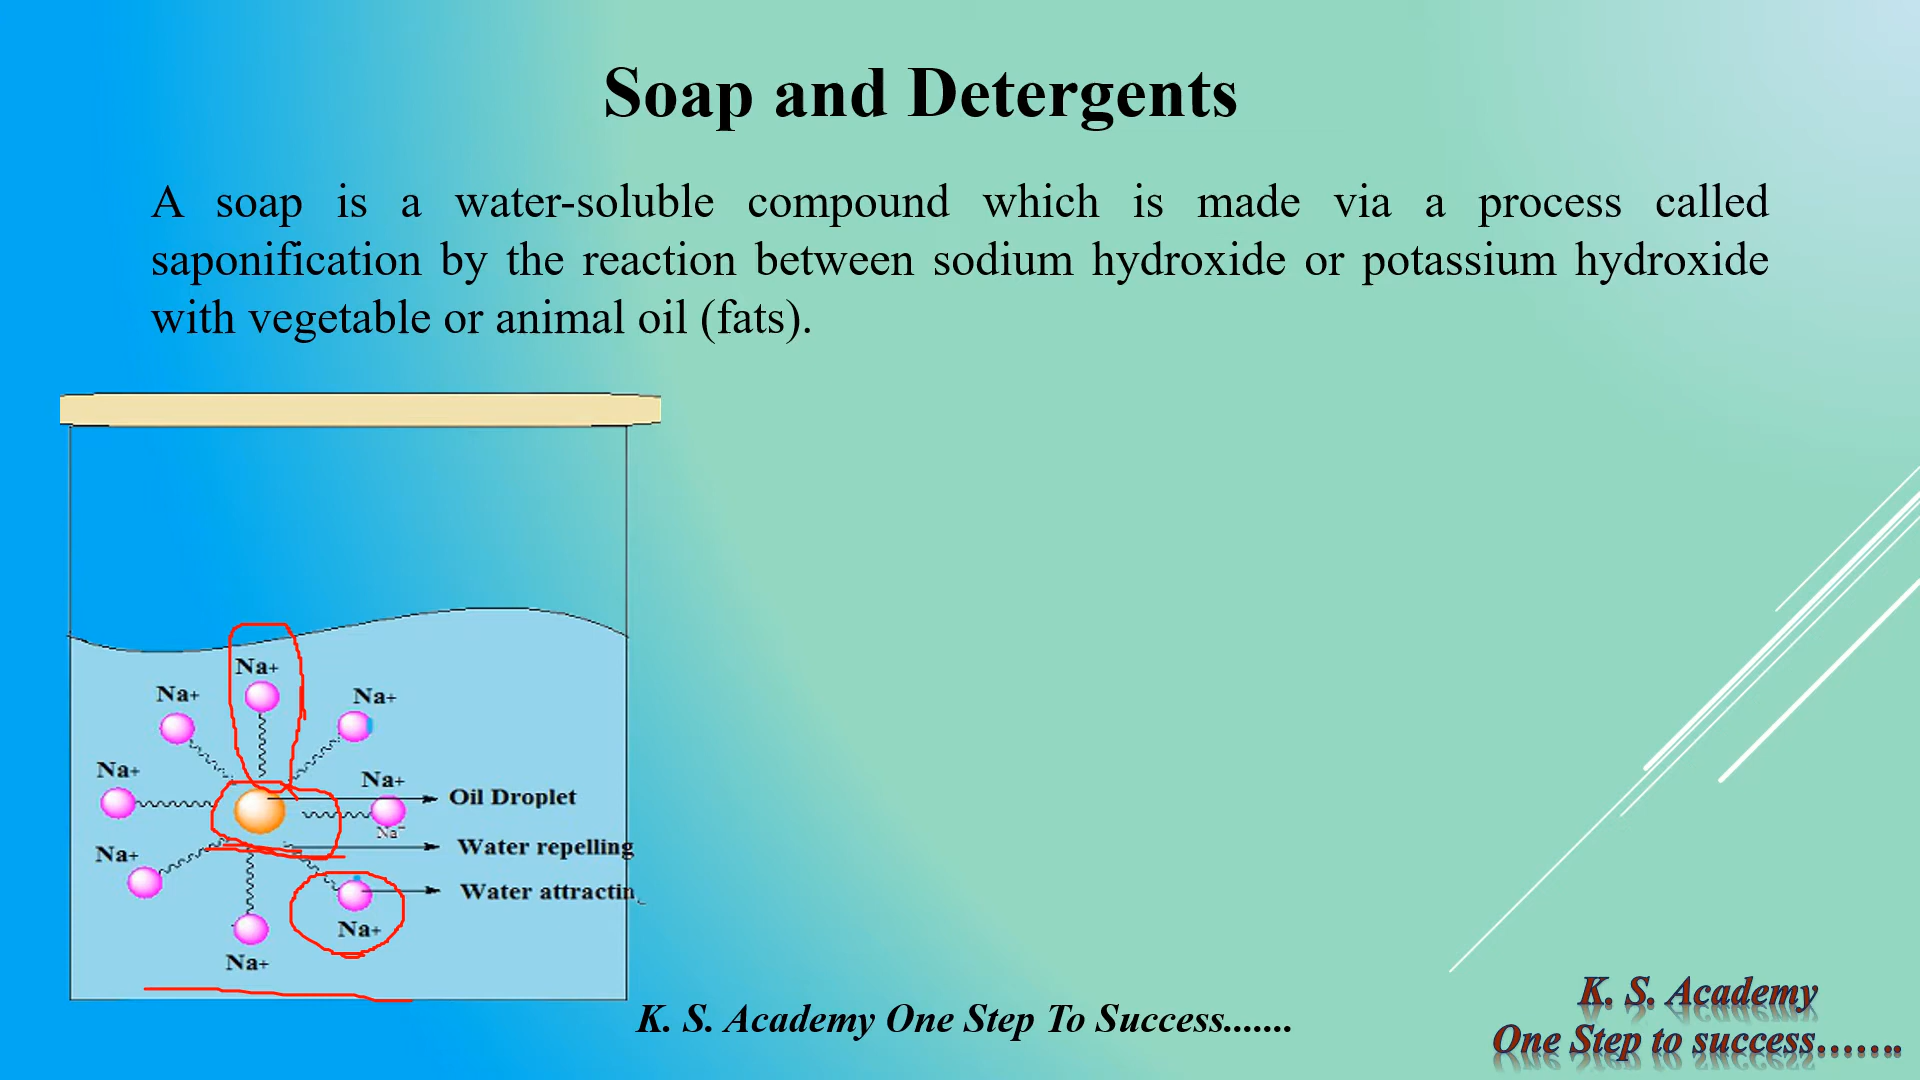 Soap and Detergents
A soap is a water-soluble compound which is made via a process called
saponification by the reaction between sodium hydroxide or potassium hydroxide
with vegetable or animal oil (fats).
Na+
Na+
Na+
Na+
Na+
Oil Droplet
Na⁺
Water repelling
Na+
Water attractin
Na+
Na+
K. S. Academy One Step To Success.......
K. S. Academy
One Step to success.......